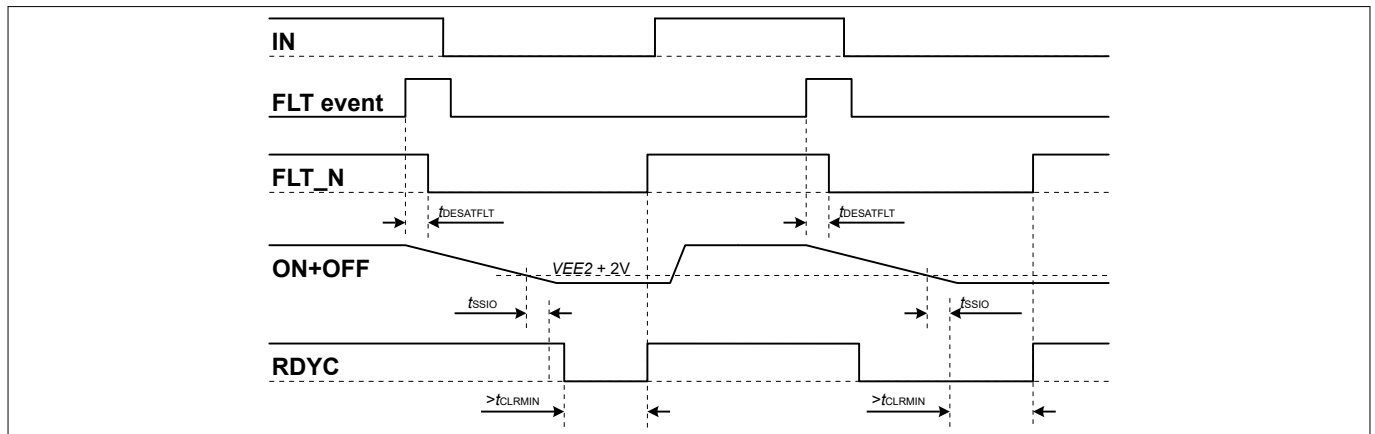 IN
FLT event
FLT_N
tDESATFLT tDESATFLT
ON+OFF
VEE2 + 2V
tSSIO tSSIO
RDYC
>tCLRMIN >tCLRMIN